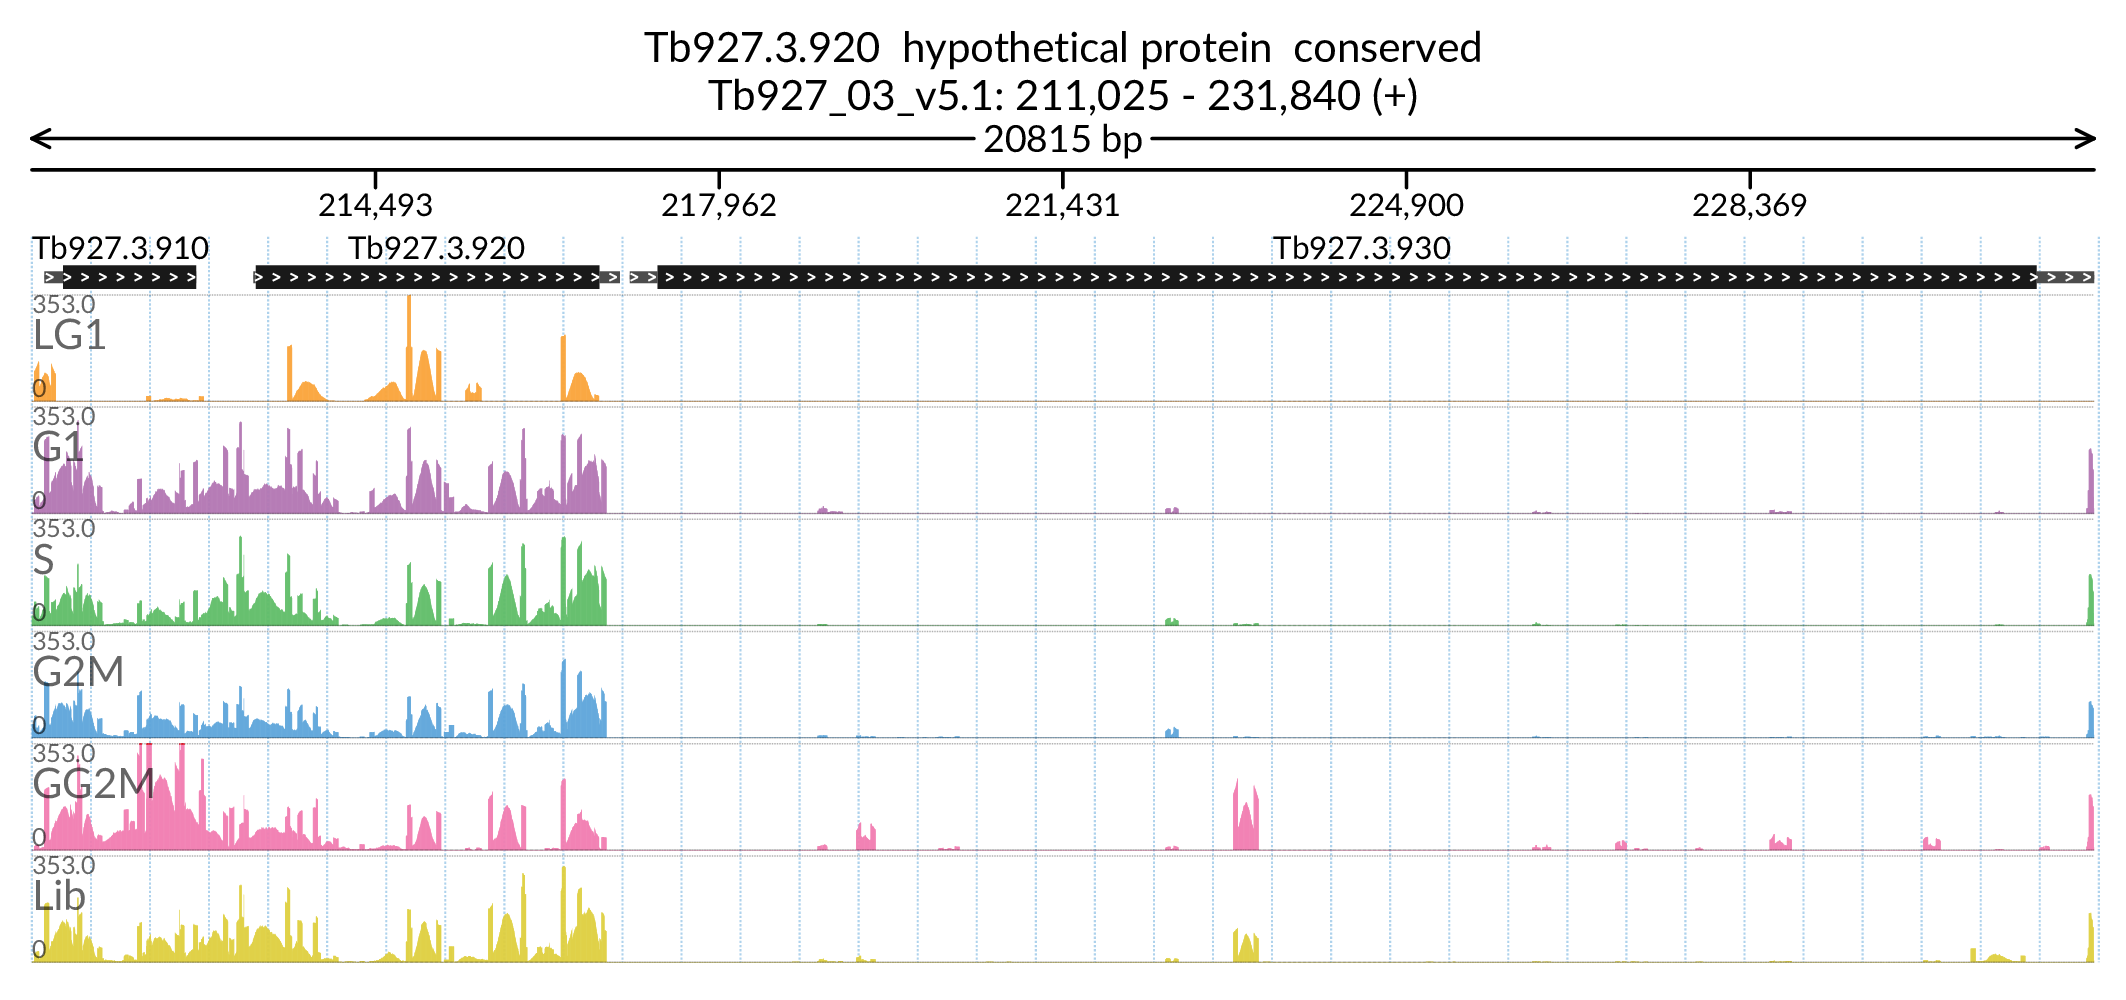 Tb927.3.920  hypothetical protein  conserved
Tb927_03_v5.1: 211,025 - 231,840 (+)
20815 bp
214,493 217,962 221,431 224,900 228,369
Tb927.3.910 Tb927.3.920 Tb927.3.930
353.0
LG1
0
353.0
G1
0
353.0
S
0
353.0
G2M
0
353.0
GG2M
0
353.0
Lib
0